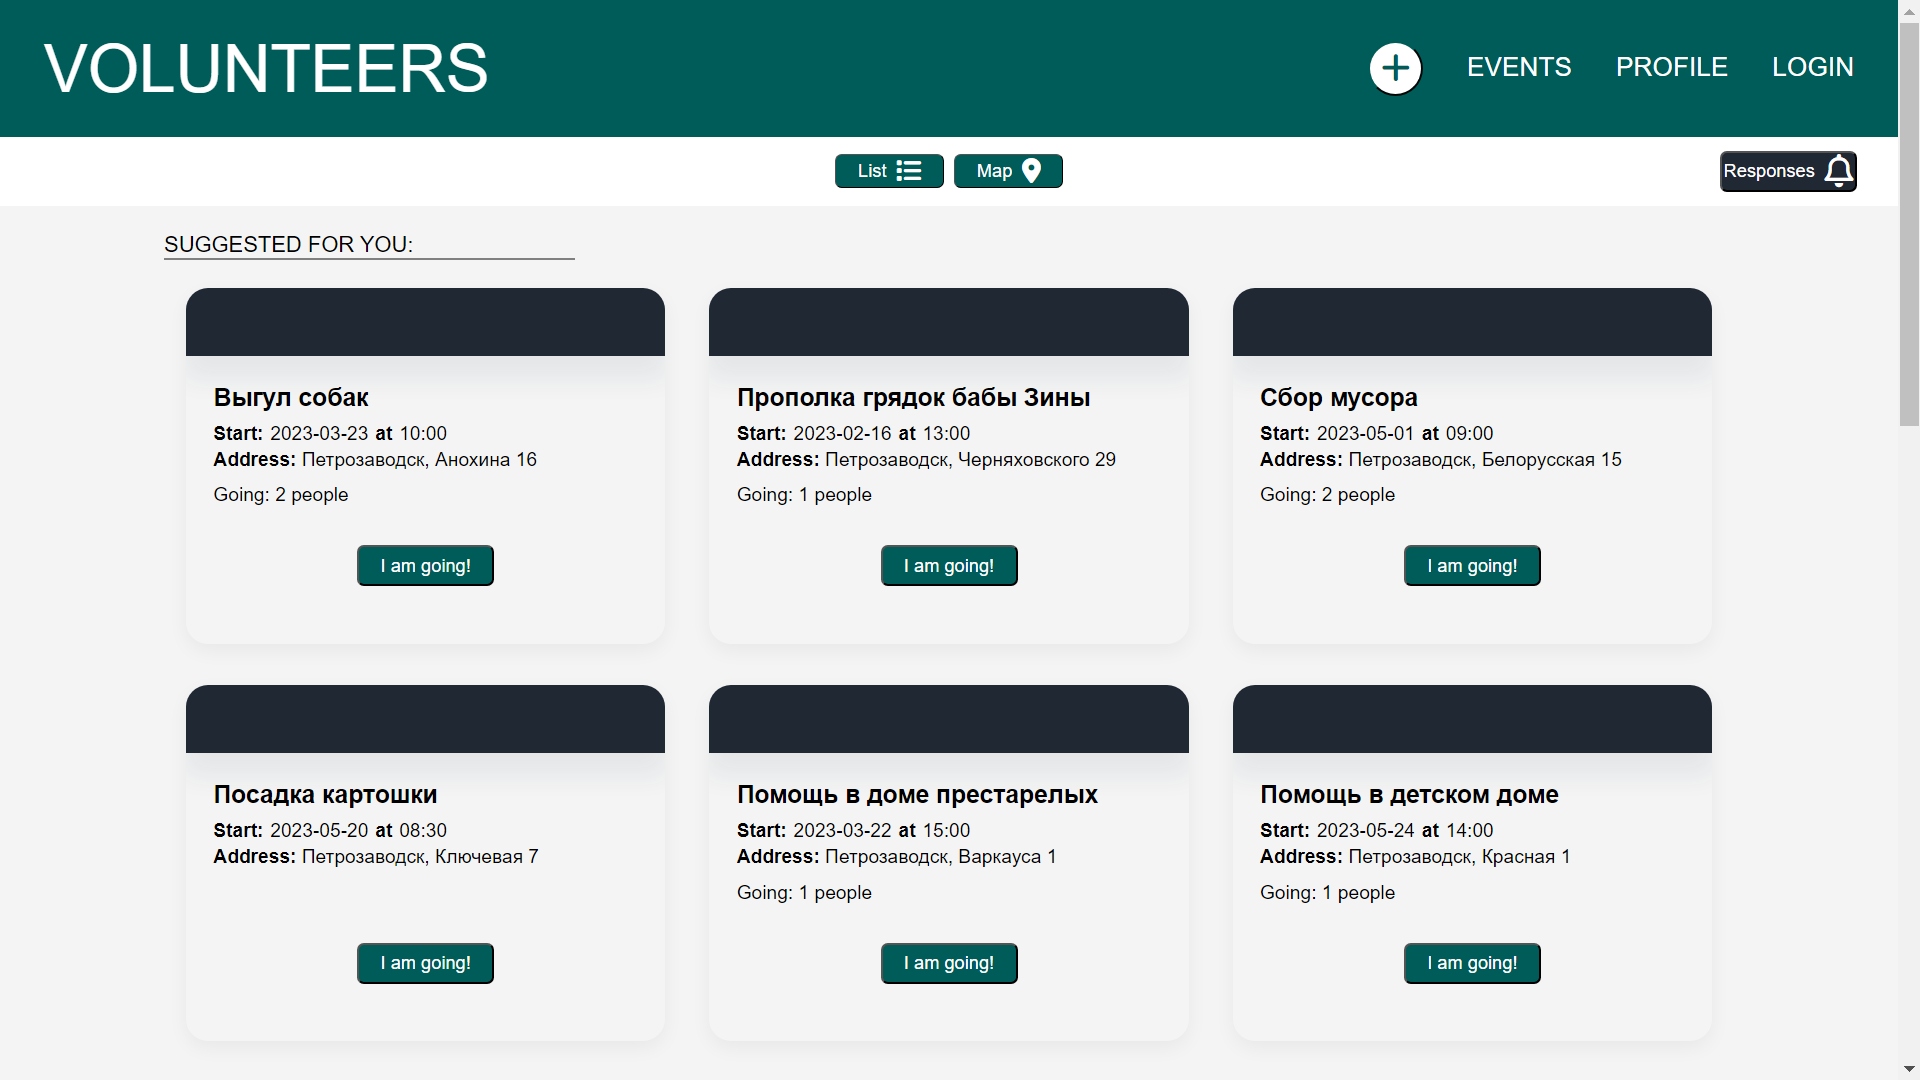 VOLUNTEERS
EVENTS
PROFILE
LOGIN
List
Map
Responses
SUGGESTED FOR YOU:
Выгул собак
Start: 2023-03-23 at 10:00
Address: Петрозаводск, Анохина 16
Going: 2 people
I am going!
Прополка грядок бабы Зины
Start: 2023-02-16 at 13:00
Address: Петрозаводск, Черняховского 29
Going: 1 people
I am going!
Сбор мусора
Start: 2023-05-01 at 09:00
Address: Петрозаводск, Белорусская 15
Going: 2 people
I am going!
Посадка картошки
Start: 2023-05-20 at 08:30
Address: Петрозаводск, Ключевая 7
I am going!
Помощь в доме престарелых
Start: 2023-03-22 at 15:00
Address: Петрозаводск, Варкауса 1
Going: 1 people
I am going!
Помощь в детском доме
Start: 2023-05-24 at 14:00
Address: Петрозаводск, Красная 1
Going: 1 people
I am going!